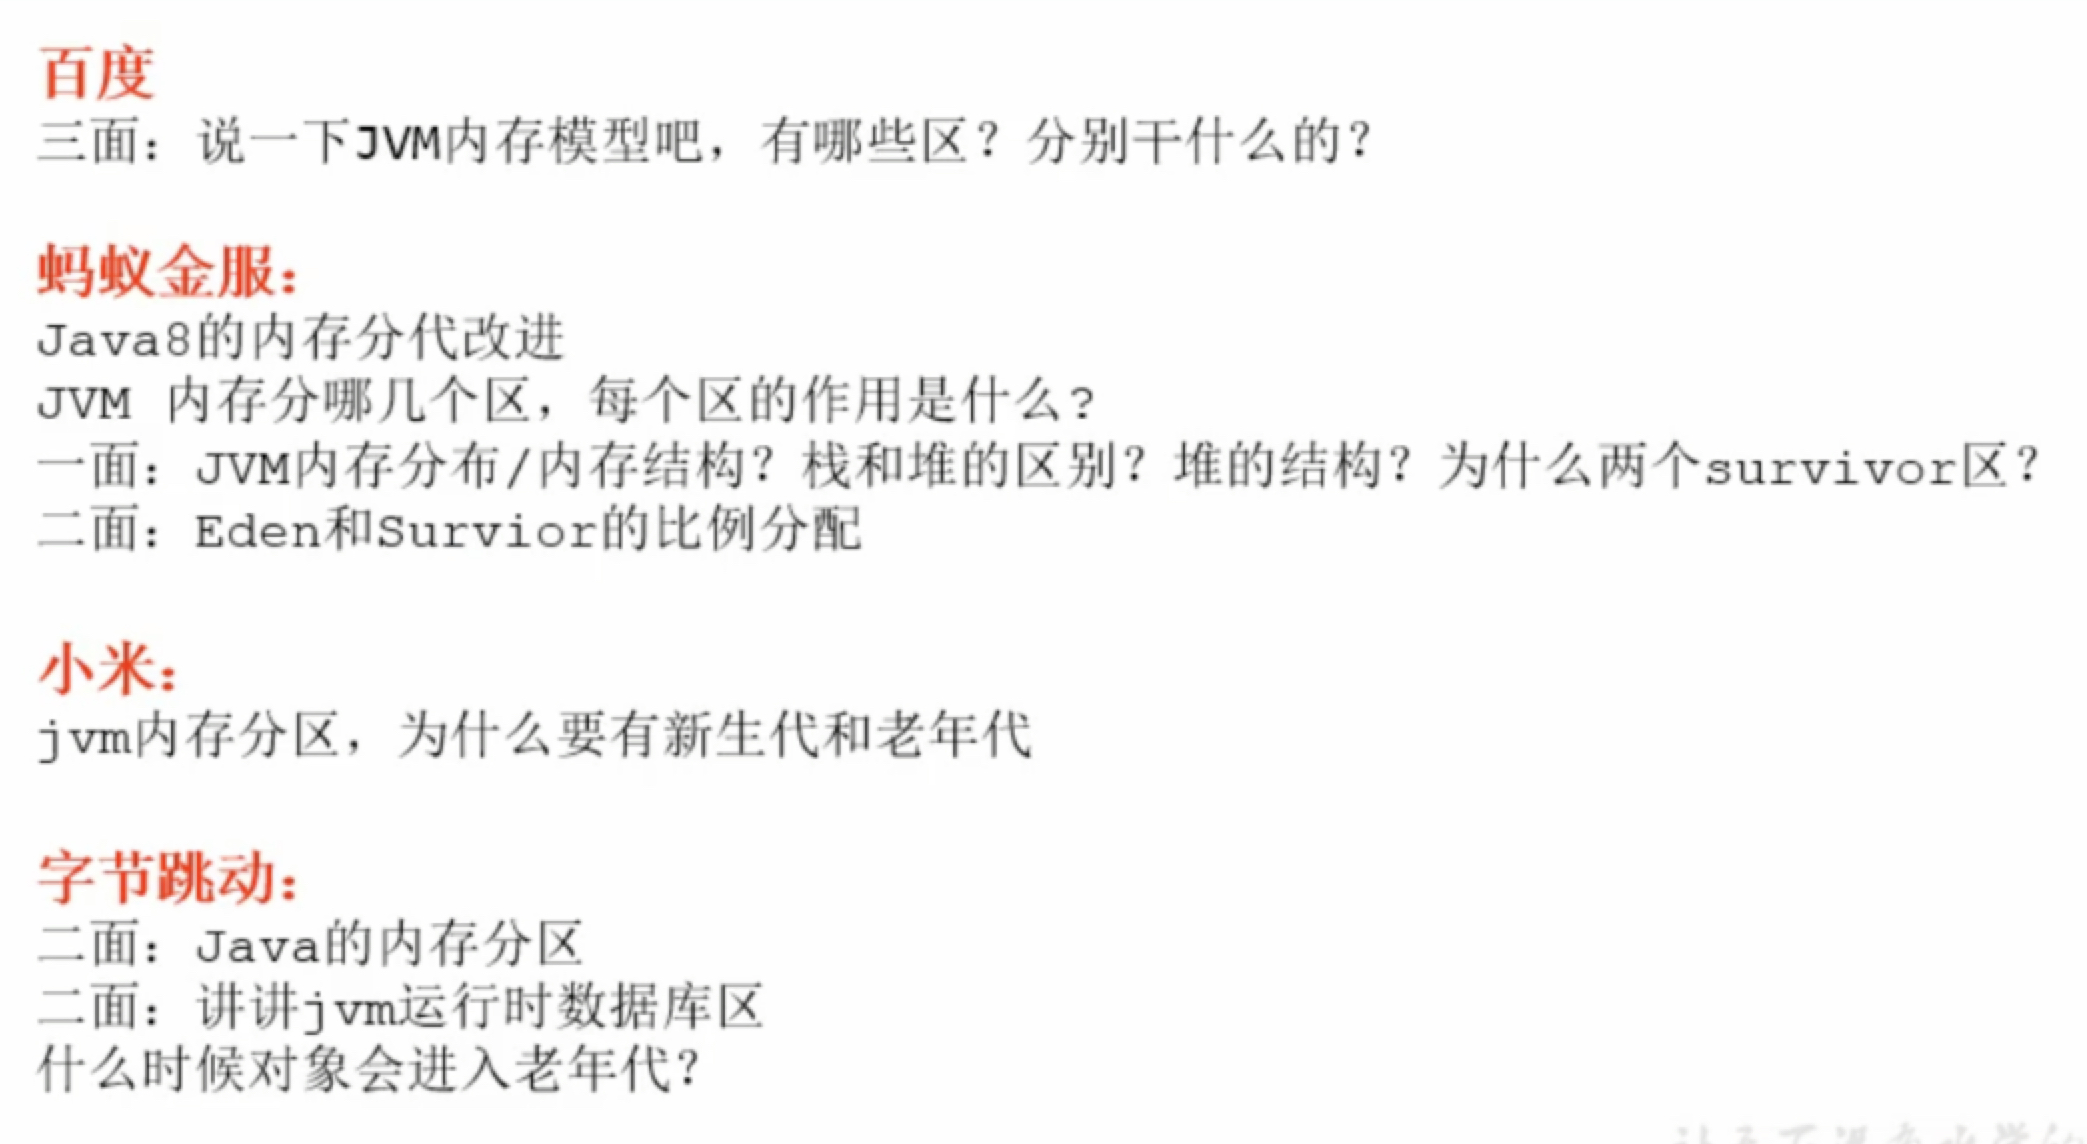 百度
三面：说一下JVM内存模型吧，有哪些区？分别干什么的？
蚂蚁金服：
Java8的内存分代改进
JVM 内存分哪几个区，每个区的作用是什么?
一面：JVM内存分布/内存结构？栈和堆的区别？堆的结构？为什么两个survivor区？
二面：Eden和Survior的比例分配
小米：
jvm内存分区，为什么要有新生代和老年代
字节跳动：
二面：Java的内存分区
二面：讲讲jvm运行时数据库区
什么时候对象会进入老年代？